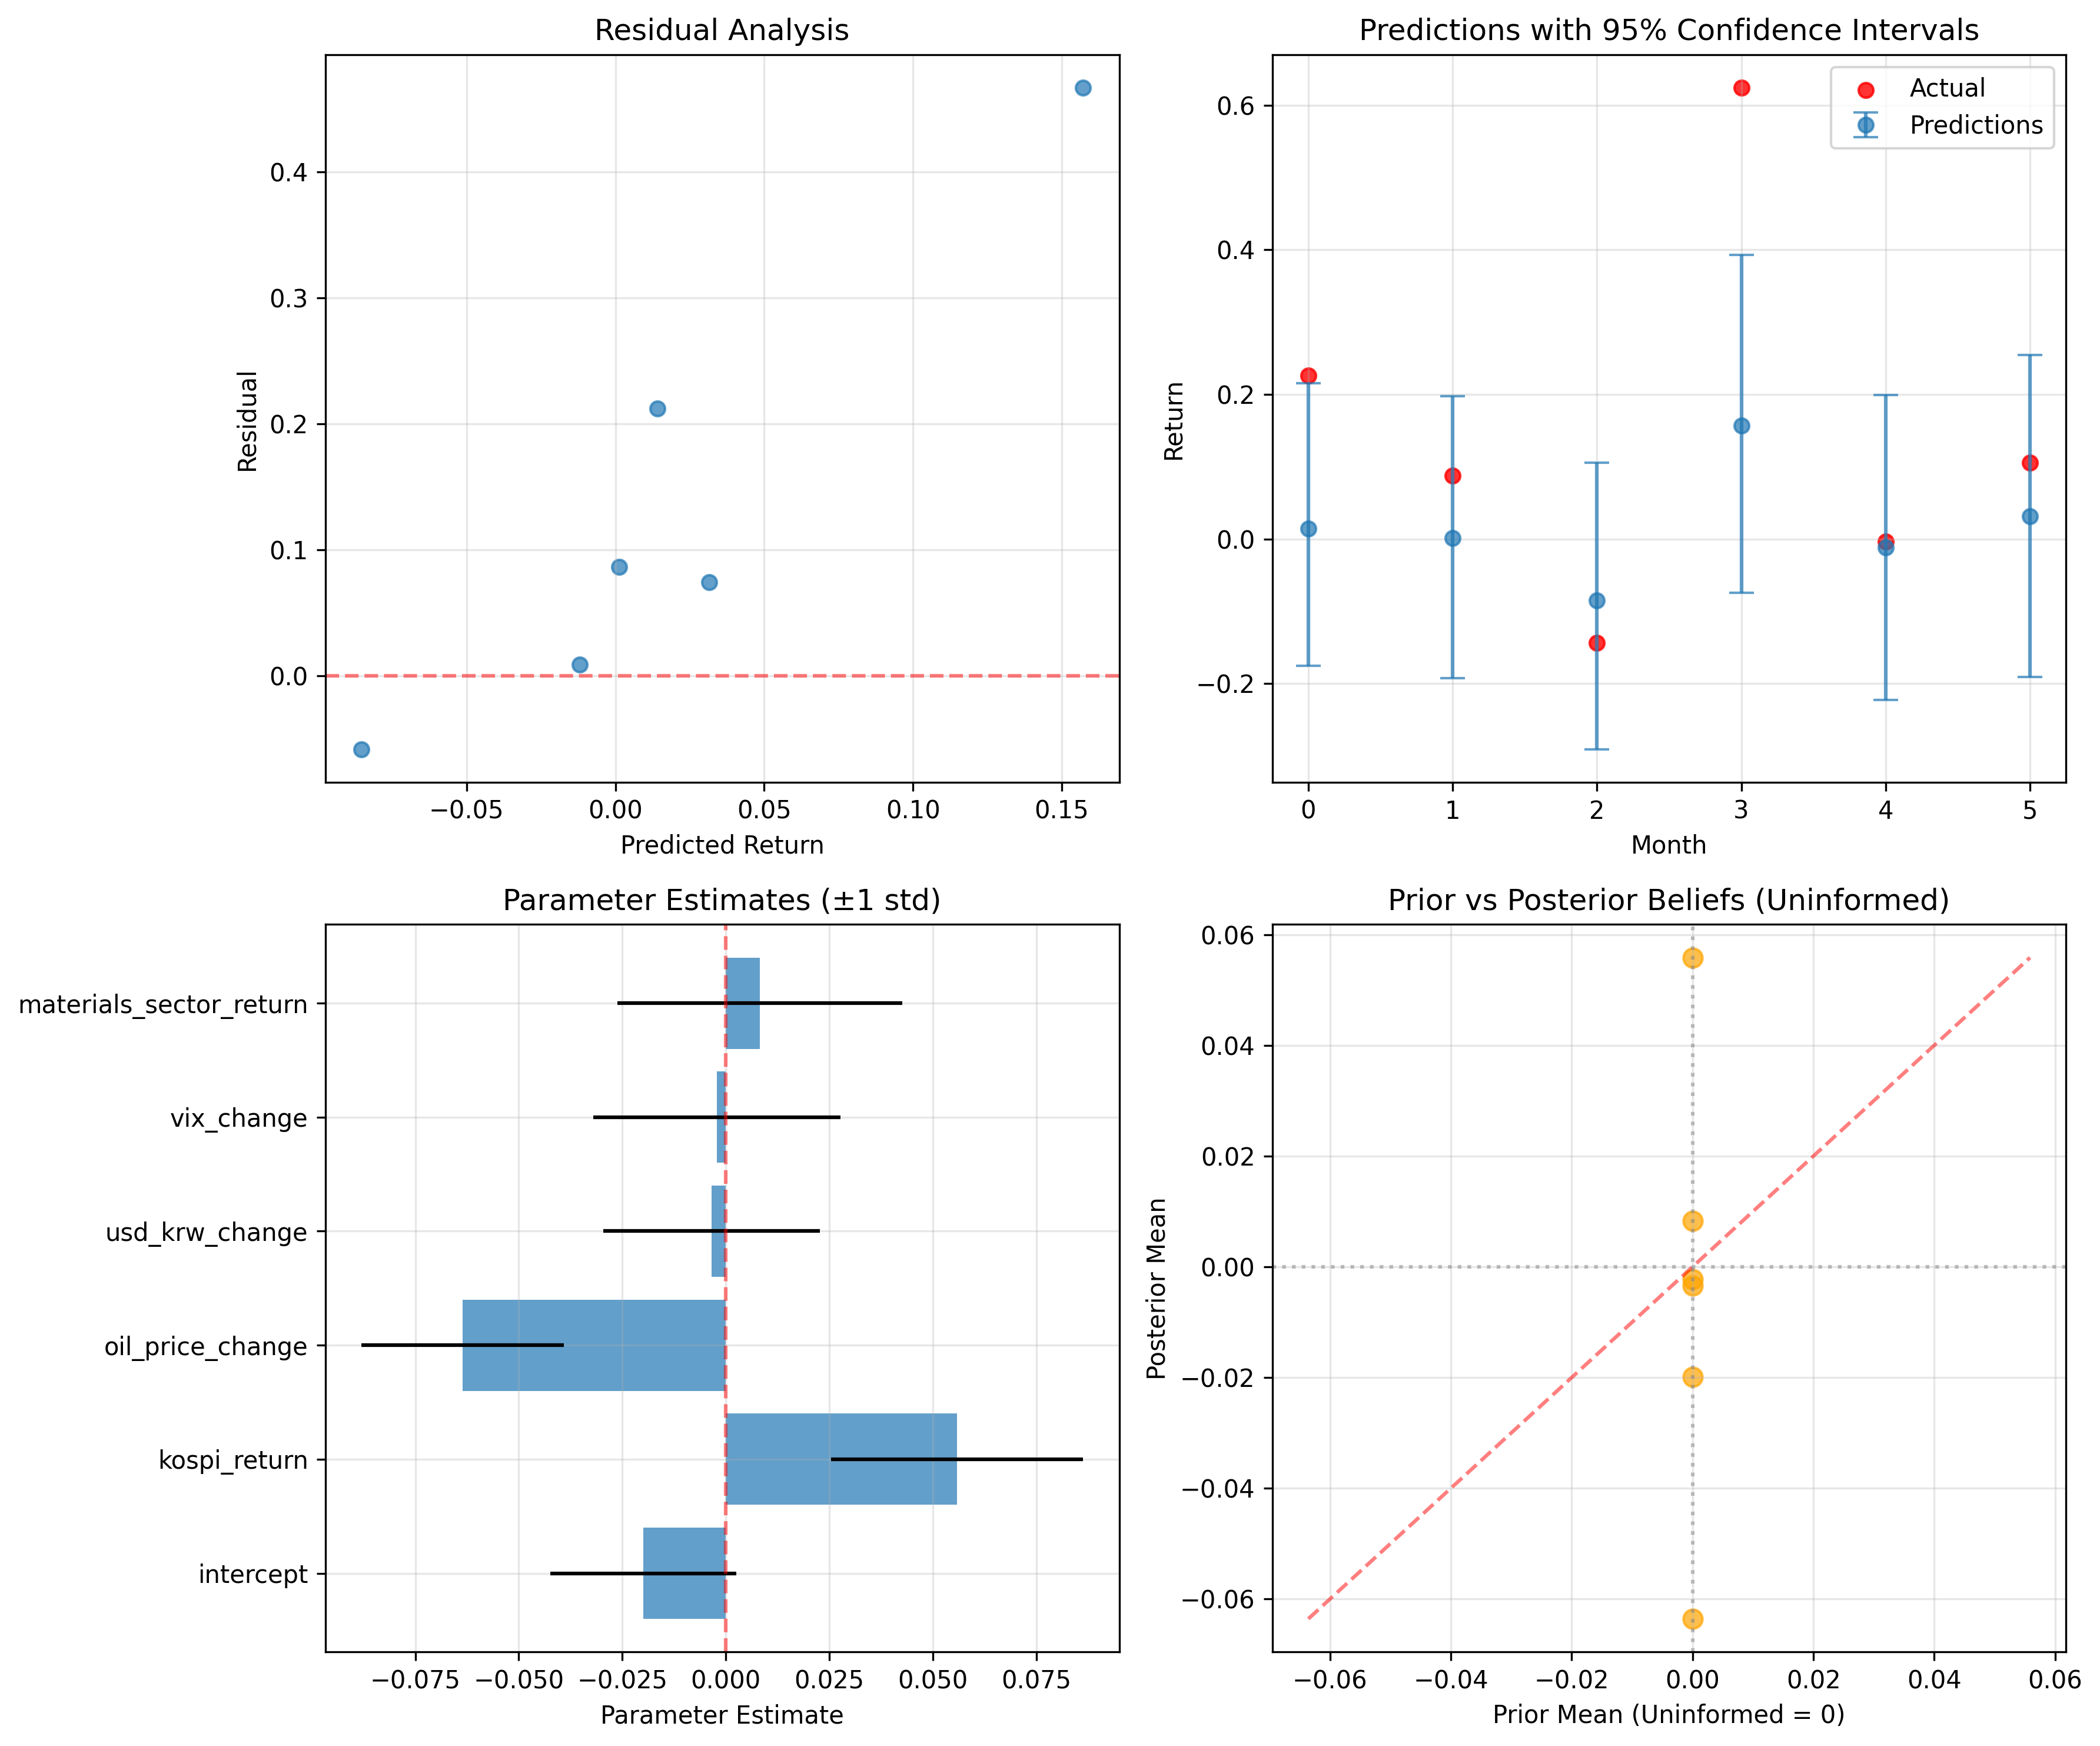 Residual Analysis
Residual
0.4
0.3
0.2
0.1
0.0
−0.05
0.00
0.05
0.10
0.15
Predicted Return
Predictions with 95% Confidence Intervals
Actual
Predictions
Return
0.6
0.4
0.2
0.0
−0.2
0
1
2
3
4
5
Month
Parameter Estimates (±1 std)
materials_sector_return
vix_change
usd_krw_change
oil_price_change
kospi_return
intercept
−0.075
−0.050
−0.025
0.000
0.025
0.050
0.075
Parameter Estimate
Prior vs Posterior Beliefs (Uninformed)
Posterior Mean
0.06
0.04
0.02
0.00
−0.02
−0.04
−0.06
−0.06
−0.04
−0.02
0.00
0.02
0.04
0.06
Prior Mean (Uninformed = 0)